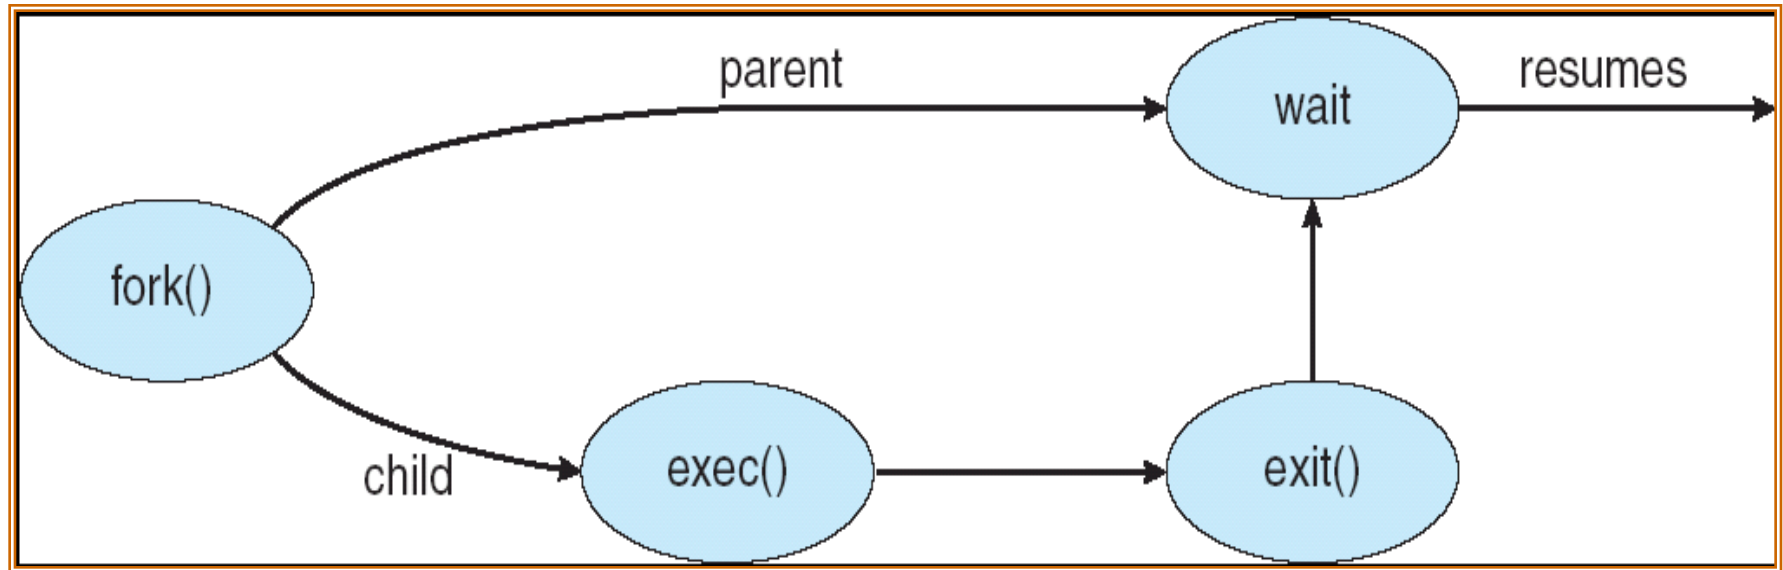 parent
wait
resumes
fork()
child
exec()
exit()